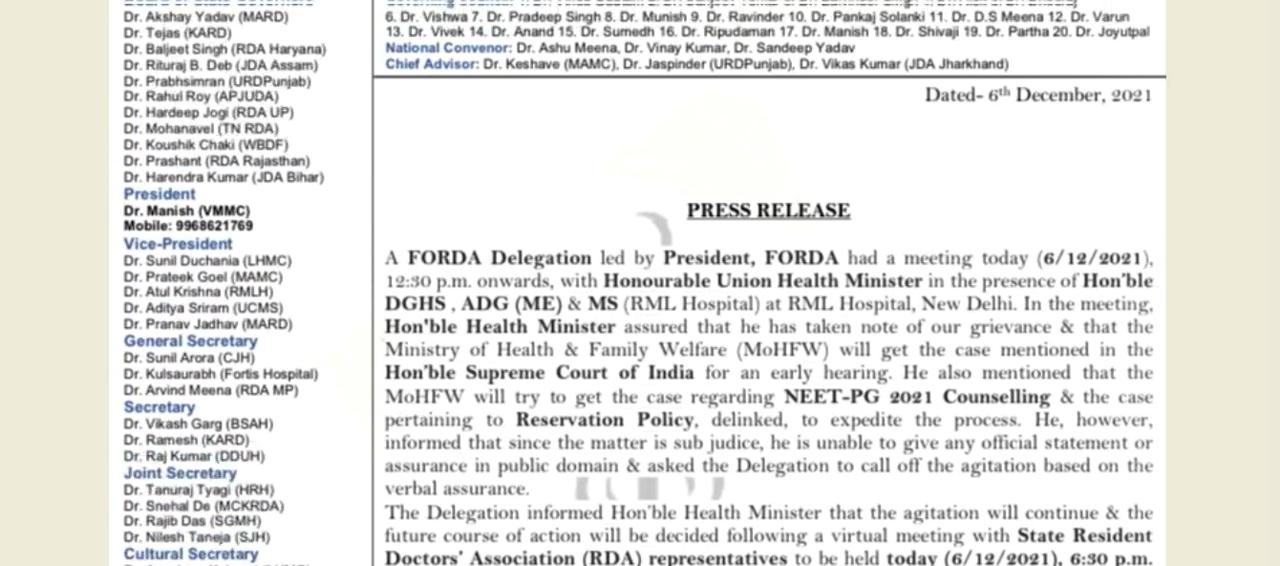 Dr. Akshay Yadav (MARD)
Dr. Tejas (KARD)
Dr. Baljeet Singh (RDA Haryana)
Dr. Rituraj B. Deb (JDA Assam)
Dr. Prabhsimran (URDPunjab)
Dr. Rahul Roy (APJUDA)
Dr. Hardeep Jogi (RDA UP)
Dr. Mohanavel (TN RDA)
Dr. Koushik Chaki (WBDF)
Dr. Prashant (RDA Rajasthan)
Dr. Harendra Kumar (JDA Bihar)
President
Dr. Manish (VMMC)
Mobile: 9968621769
Vice-President
Dr. Sunil Duchania (LHMC)
Dr. Prateek Goel (MAMC)
Dr. Atul Krishna (RMLH)
Dr. Aditya Sriram (UCMS)
Dr. Pranav Jadhav (MARD)
General Secretary
Dr. Sunil Arora (CJH)
Dr. Kulsaurabh (Fortis Hospital)
Dr. Arvind Meena (RDA MP)
Secretary
Dr. Vikash Garg (BSAH)
Dr. Ramesh (KARD)
Dr. Raj Kumar (DDUH)
Joint Secretary
Dr. Tanuraj Tyagi (HRH)
Dr. Snehal De (MCKRDA)
Dr. Rajib Das (SGMH)
Dr. Nilesh Taneja (SJH)
Cultural Secretary
6. Dr. Vishwa 7. Dr. Pradeep Singh 8. Dr. Munish 9. Dr. Ravinder 10. Dr. Pankaj Solanki 11. Dr. D.S Meena 12. Dr. Varun
13. Dr. Vivek 14. Dr. Anand 15. Dr. Sumedh 16. Dr. Ripudaman 17. Dr. Manish 18. Dr. Shivaji 19. Dr. Partha 20. Dr. Joyutpal
National Convenor: Dr. Ashu Meena, Dr. Vinay Kumar, Dr. Sandeep Yadav
Chief Advisor: Dr. Keshave (MAMC), Dr. Jaspinder (URDPunjab), Dr. Vikas Kumar (JDA Jharkhand)
Dated- 6th December, 2021
PRESS RELEASE
A FORDA Delegation led by President, FORDA had a meeting today (6/12/2021),
12:30 p.m. onwards, with Honourable Union Health Minister in the presence of Hon'ble
DGHS , ADG (ME) & MS (RML Hospital) at RML Hospital, New Delhi. In the meeting,
Hon'ble Health Minister assured that he has taken note of our grievance & that the
Ministry of Health & Family Welfare (MoHFW) will get the case mentioned in the
Hon'ble Supreme Court of India for an early hearing. He also mentioned that the
MoHFW will try to get the case regarding NEET-PG 2021 Counselling & the case
pertaining to Reservation Policy, delinked, to expedite the process. He, however,
informed that since the matter is sub judice, he is unable to give any official statement or
assurance in public domain & asked the Delegation to call off the agitation based on the
verbal assurance.
The Delegation informed Hon'ble Health Minister that the agitation will continue & the
future course of action will be decided following a virtual meeting with State Resident
Doctors' Association (RDA) representatives to be held today (6/12/2021), 6:30 p.m.